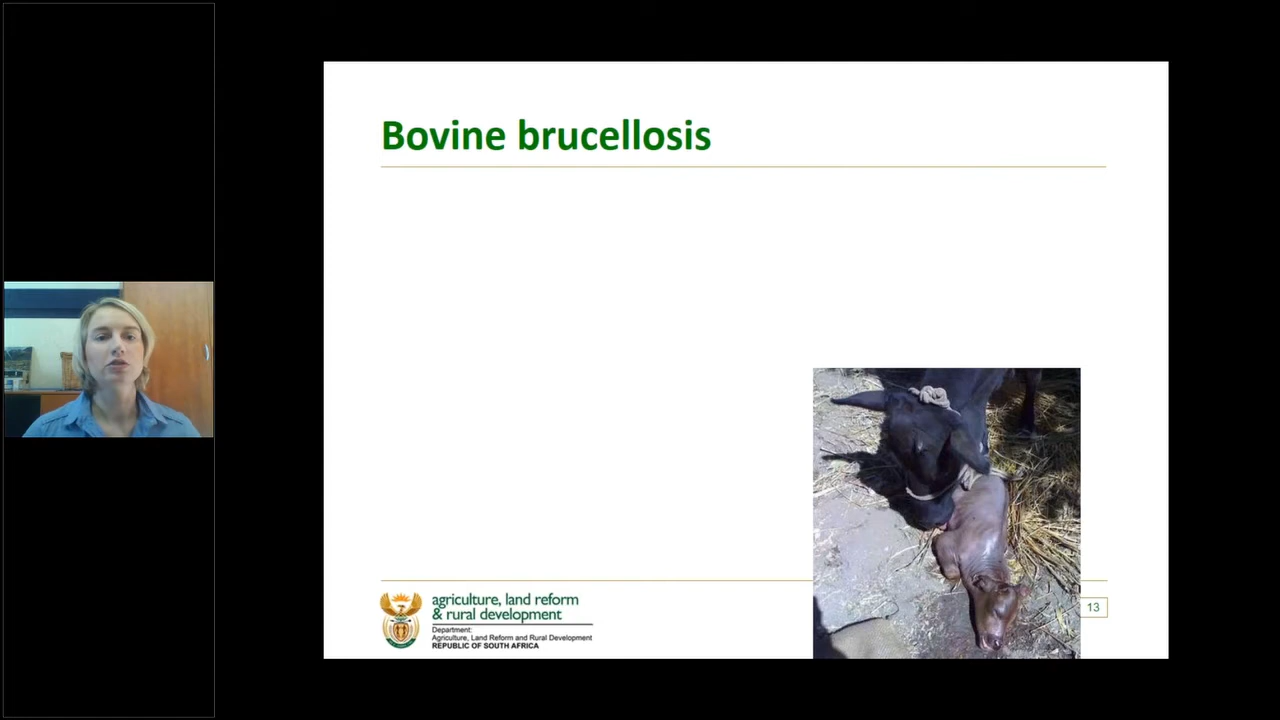 Bovine brucellosis
agriculture, land reform
& rural development
Department:
Agriculture, Land Reform and Rural Development
REPUBLIC OF SOUTH AFRICA
13